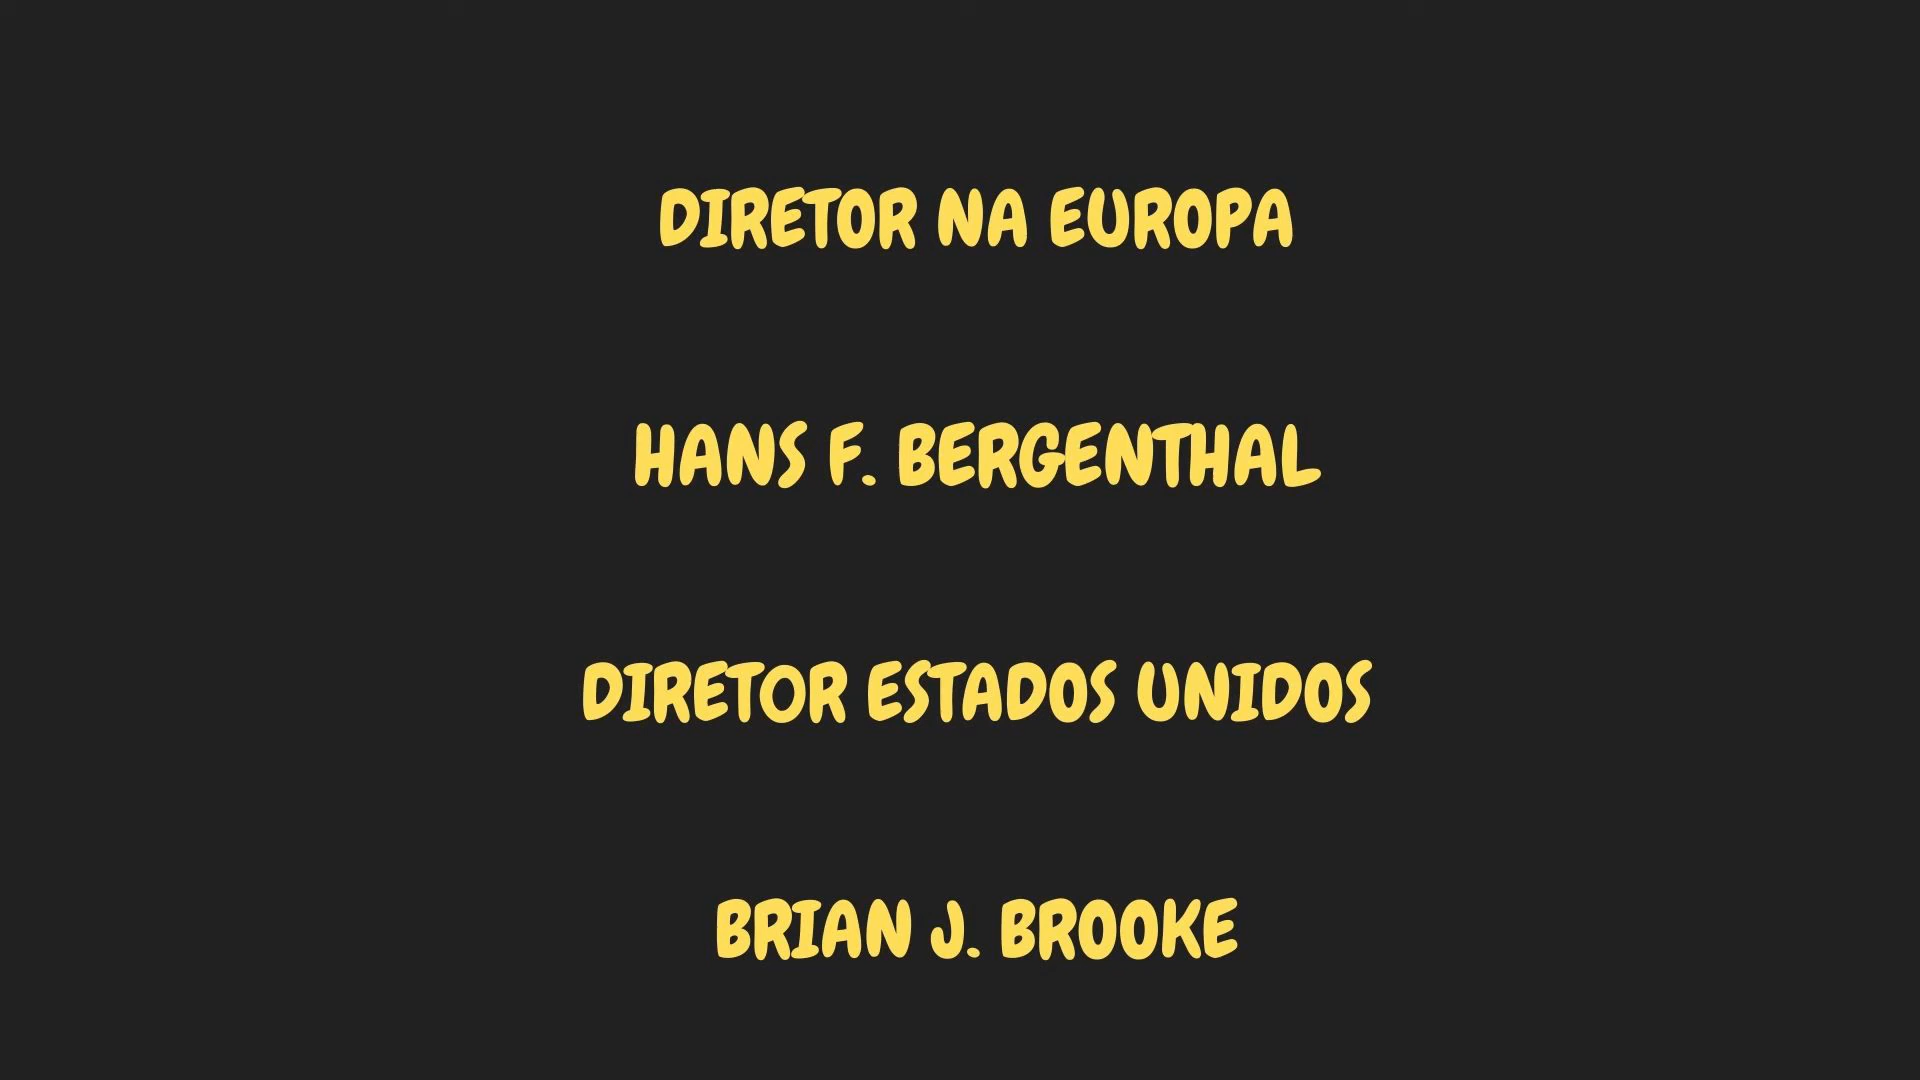 DIRETOR NA EUROPA
HANS F. BERGENTHAL
DIRETOR ESTADOS UNIDOS
BRIAN J. BROOKE